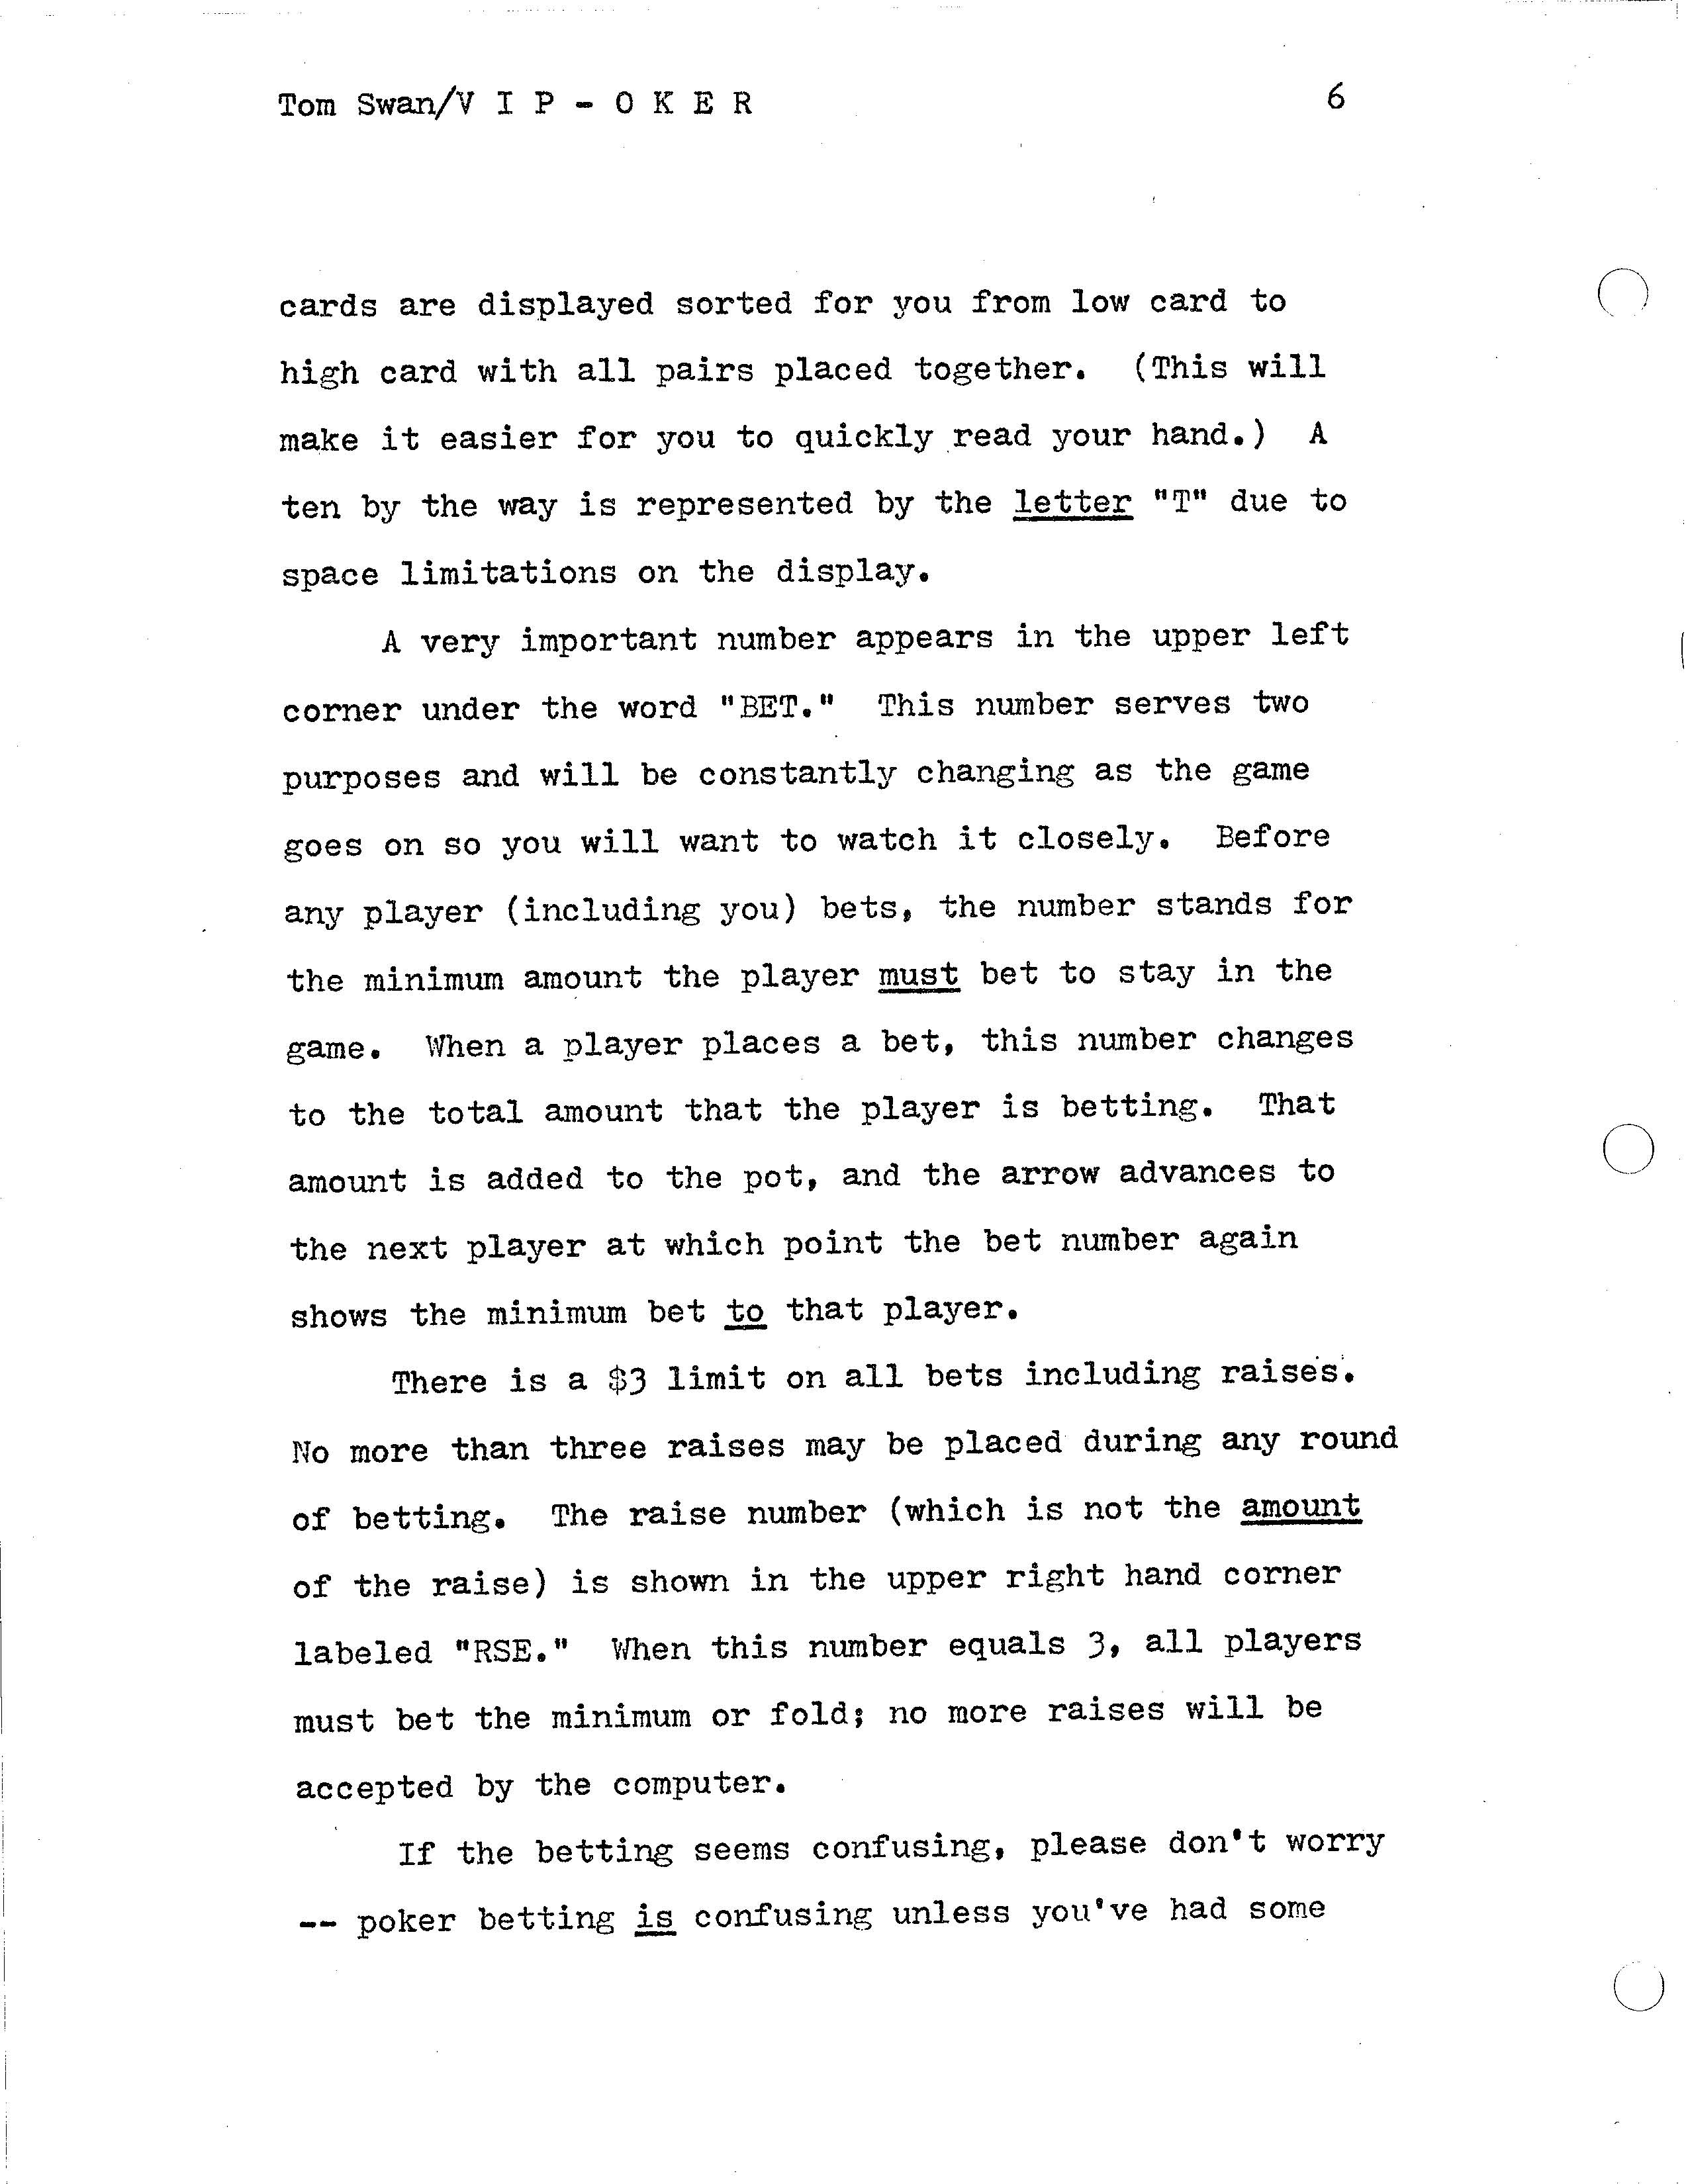 Tom Swan/V I P - O K E R 6
cards are displayed sorted for you from low card to
high card with all pairs placed together.  (This will
make it easier for you to quickly read your hand.)  A
ten by the way is represented by the letter "T" due to
space limitations on the display.
A very important number appears in the upper left
corner under the word "BET."  This number serves two
purposes and will be constantly changing as the game
goes on so you will want to watch it closely.  Before
any player (including you) bets, the number stands for
the minimum amount the player must bet to stay in the
game.  When a player places a bet, this number changes
to the total amount that the player is betting.  That
amount is added to the pot, and the arrow advances to
the next player at which point the bet number again
shows the minimum bet to that player.
There is a $3 limit on all bets including raises.
No more than three raises may be placed during any round
of betting.  The raise number (which is not the amount
of the raise) is shown in the upper right hand corner
labeled "RSE."  When this number equals 3, all players
must bet the minimum or fold; no more raises will be
accepted by the computer.
If the betting seems confusing, please don't worry
-- poker betting is confusing unless you've had some